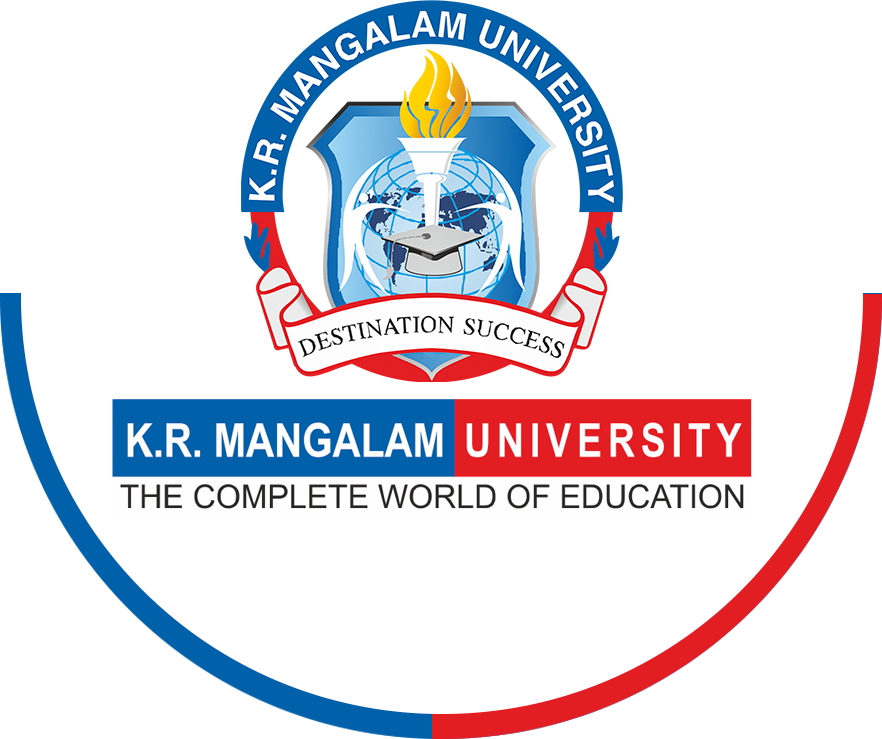 K.R. MANGALAM UNIVERSITY
DESTINATION SUCCESS
K.R. MANGALAM UNIVERSITY
THE COMPLETE WORLD OF EDUCATION